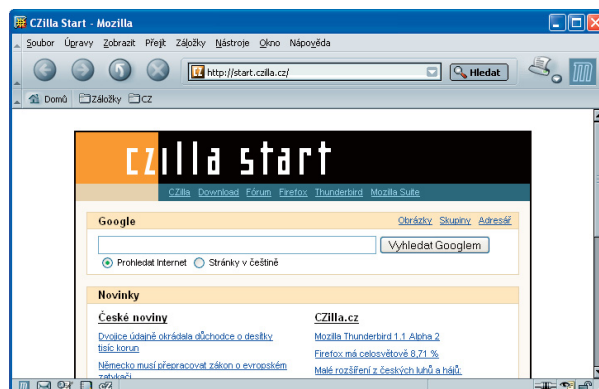 CZilla Start - Mozilla
Soubor Úpravy Zobrazit Přejít Záložky Nástroje Okno Nápověda
http://start.czilla.cz/ Hledat
Domů Záložky CZ
czilla start
CZilla Download Fórum Firefox Thunderbird Mozilla Suite
Google Obrázky Skupiny Adresář
Vyhledat Googlem
Prohledat Internet Stránky v češtině
Novinky
České noviny CZilla.cz
Dvojice údajně okrádala důchodce o desítky Mozilla Thunderbird 1.1 Alpha 2
tisíc korun Firefox má celosvětově 8,71 %
Německo musí přepracovat zákon o evropském Malé rozšíření z českých luhů a hájů:
zatýkači